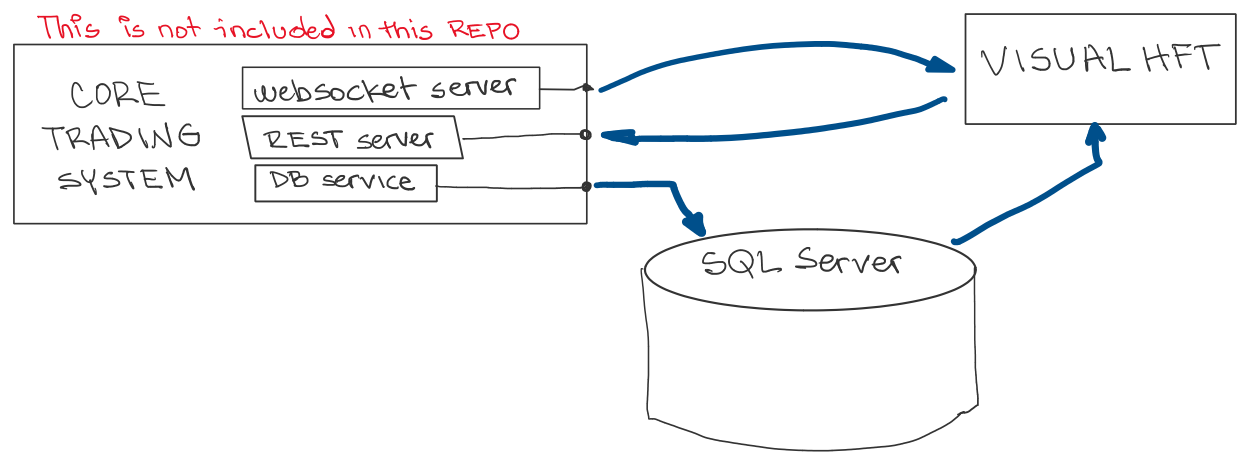 This is not included in this REPO
CORE
TRADING
SYSTEM
websocket server
REST server
DB service
VISUAL HFT
SQL Server